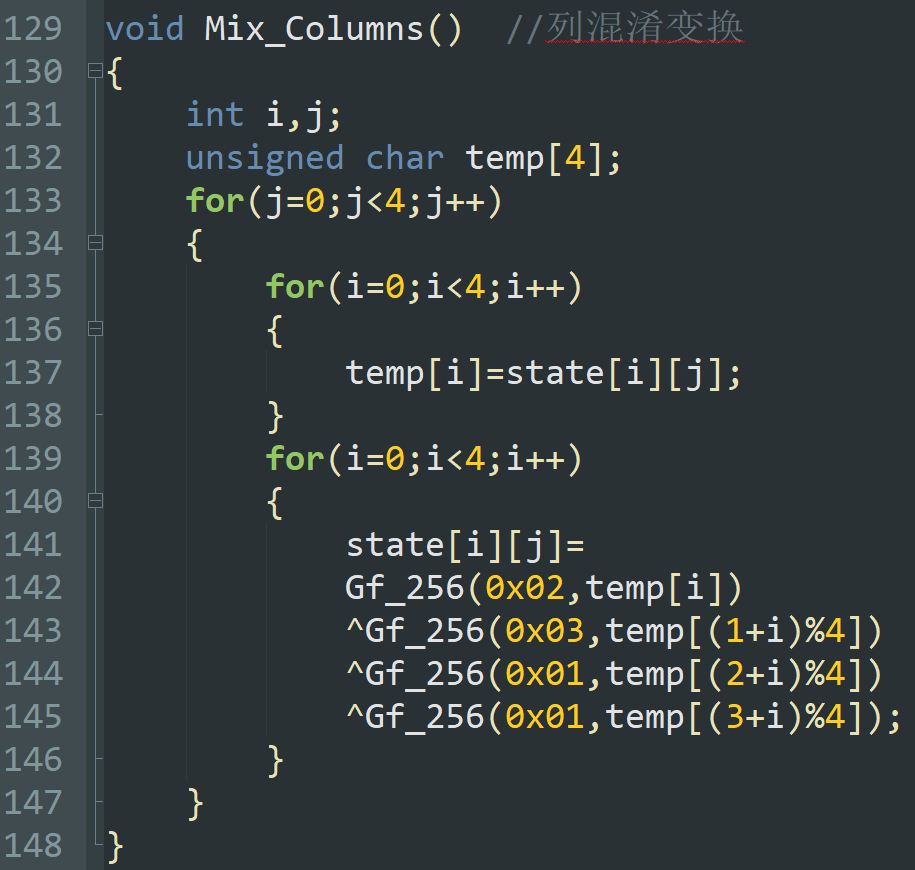 129 void Mix_Columns()  //列混淆变换
130 {
131     int i,j;
132     unsigned char temp[4];
133     for(j=0;j<4;j++)
134     {
135         for(i=0;i<4;i++)
136         {
137             temp[i]=state[i][j];
138         }
139         for(i=0;i<4;i++)
140         {
141             state[i][j]=
142             Gf_256(0x02,temp[i])
143             ^Gf_256(0x03,temp[(1+i)%4])
144             ^Gf_256(0x01,temp[(2+i)%4])
145             ^Gf_256(0x01,temp[(3+i)%4]);
146         }
147     }
148 }